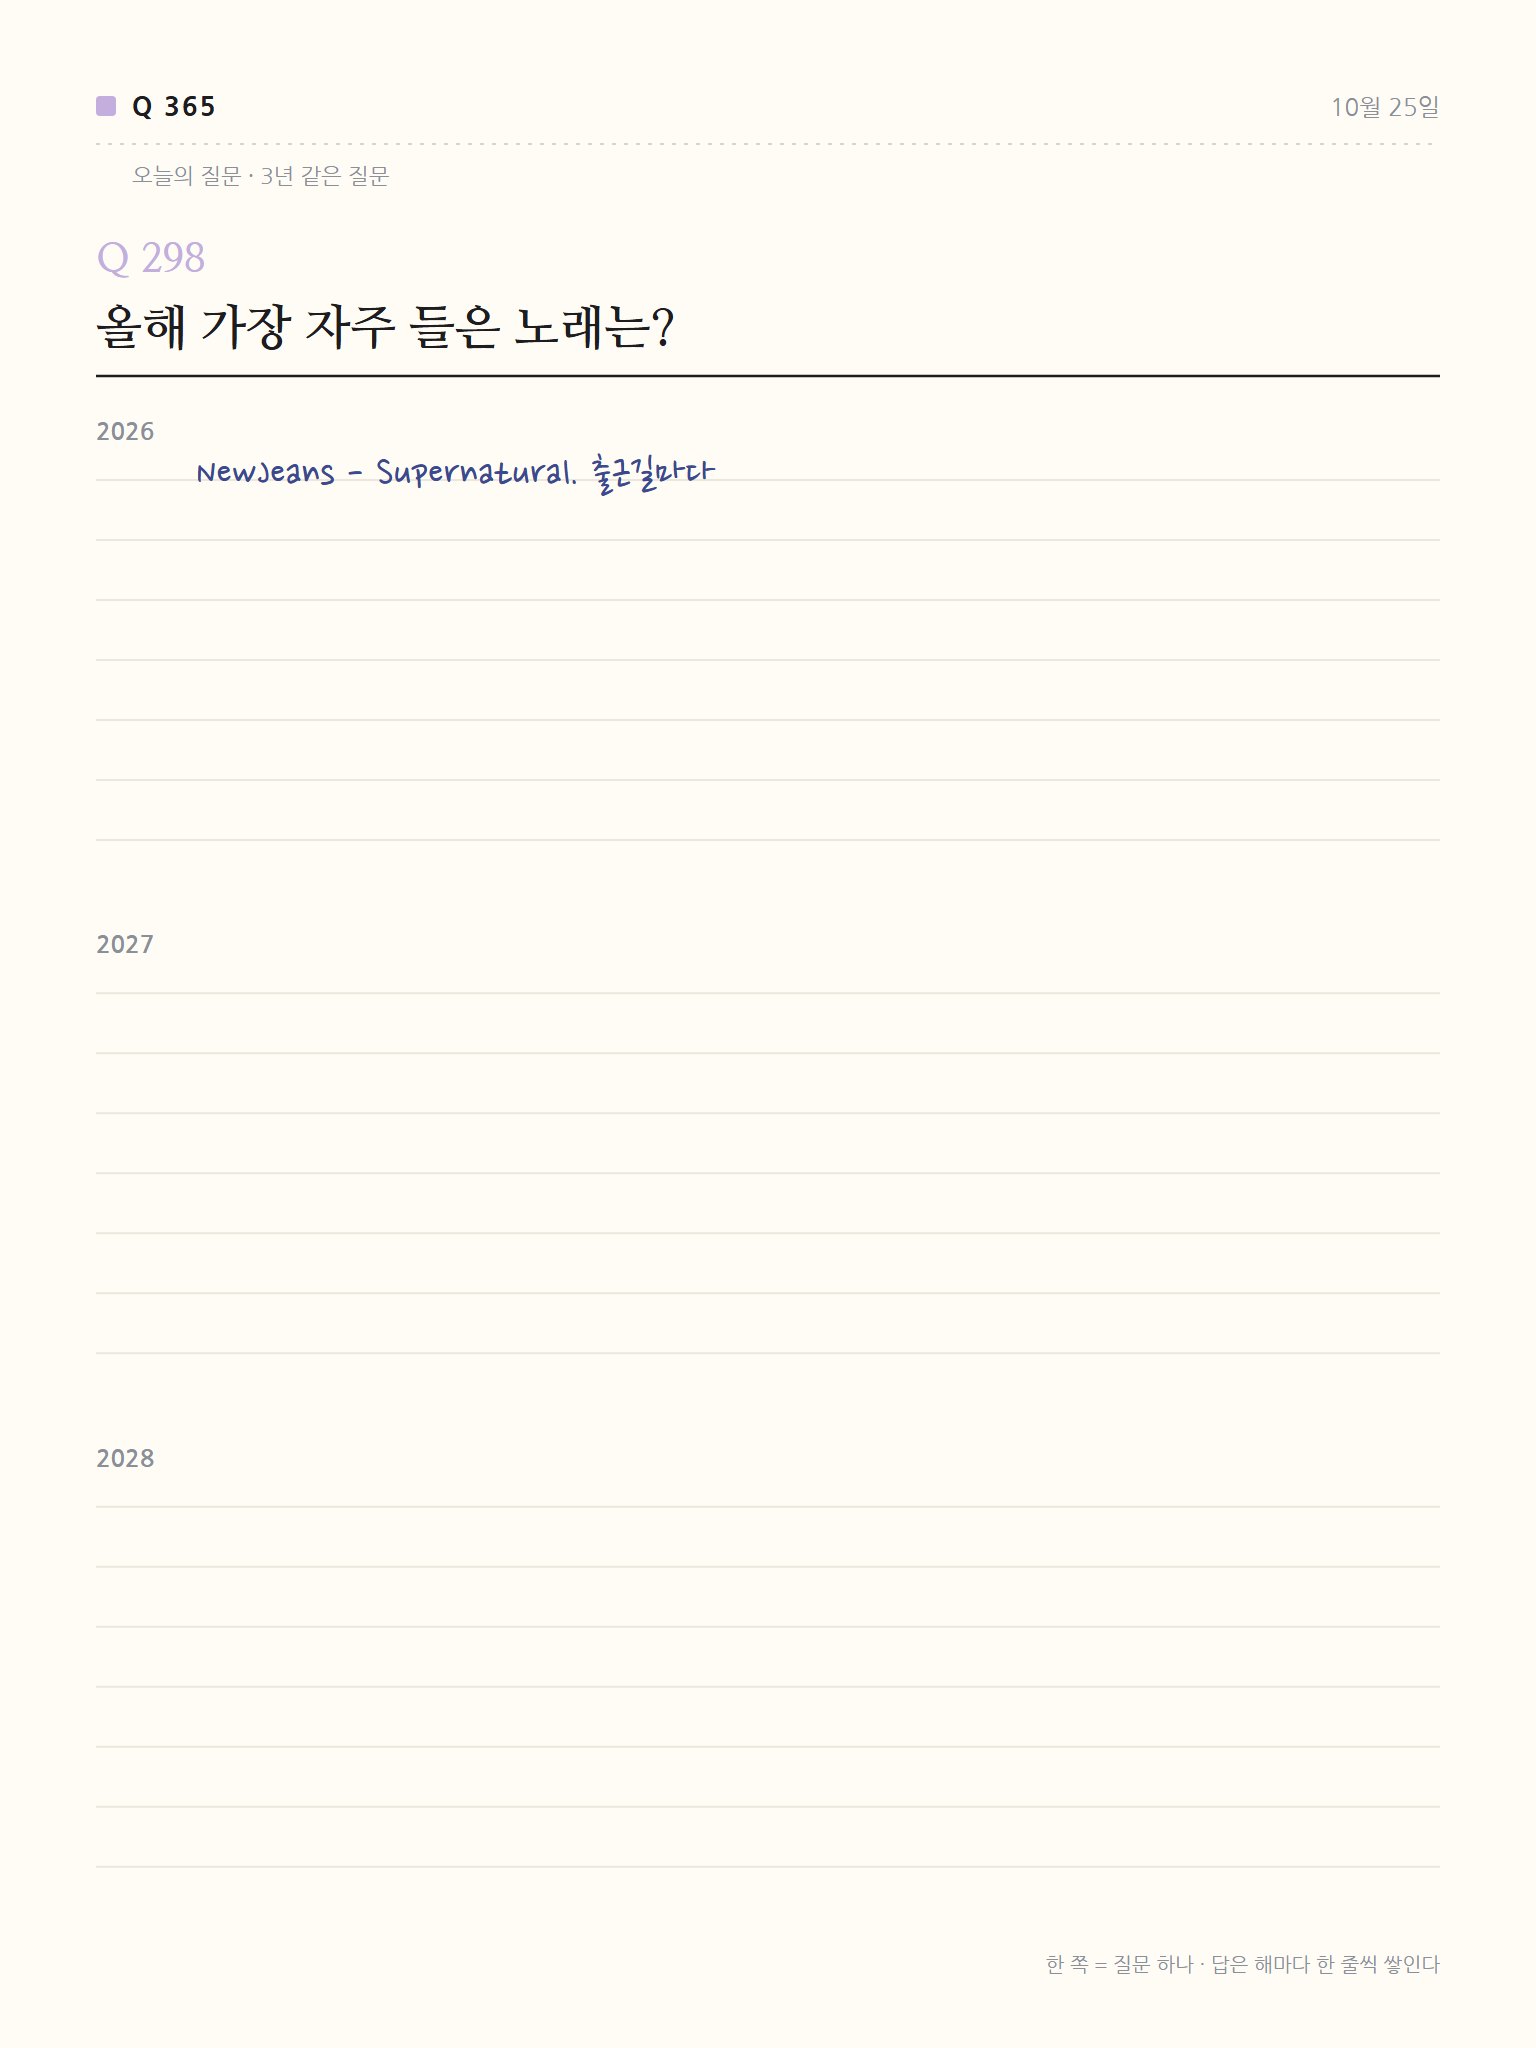 Q 365
10월 25일
오늘의 질문 · 3년 같은 질문
Q 298
올해 가장 자주 들은 노래는?
2026
NewJeans - Supernatural. 출근길마다
2027
2028
한 쪽 = 질문 하나 · 답은 해마다 한 줄씩 쌓인다